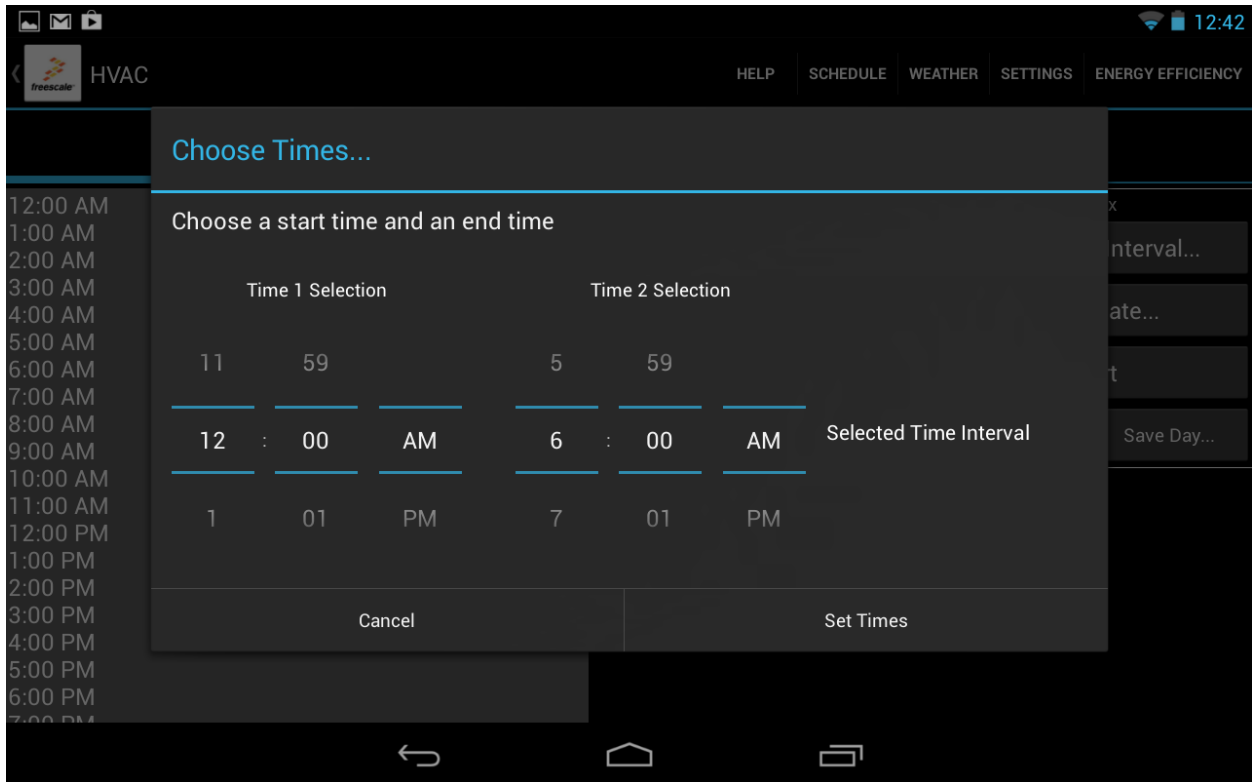 12:42
freescale
HVAC
HELP SCHEDULE WEATHER SETTINGS ENERGY EFFICIENCY
Choose Times...
Choose a start time and an end time
Time 1 Selection Time 2 Selection
11 59 5 59
12 : 00 AM 6 : 00 AM Selected Time Interval
1 01 PM 7 01 PM
Cancel Set Times
12:00 AM
1:00 AM
2:00 AM
3:00 AM
4:00 AM
5:00 AM
6:00 AM
7:00 AM
8:00 AM
9:00 AM
10:00 AM
11:00 AM
12:00 PM
1:00 PM
2:00 PM
3:00 PM
4:00 PM
5:00 PM
6:00 PM
7:00 PM
x
nterval...
ate...
t
Save Day...